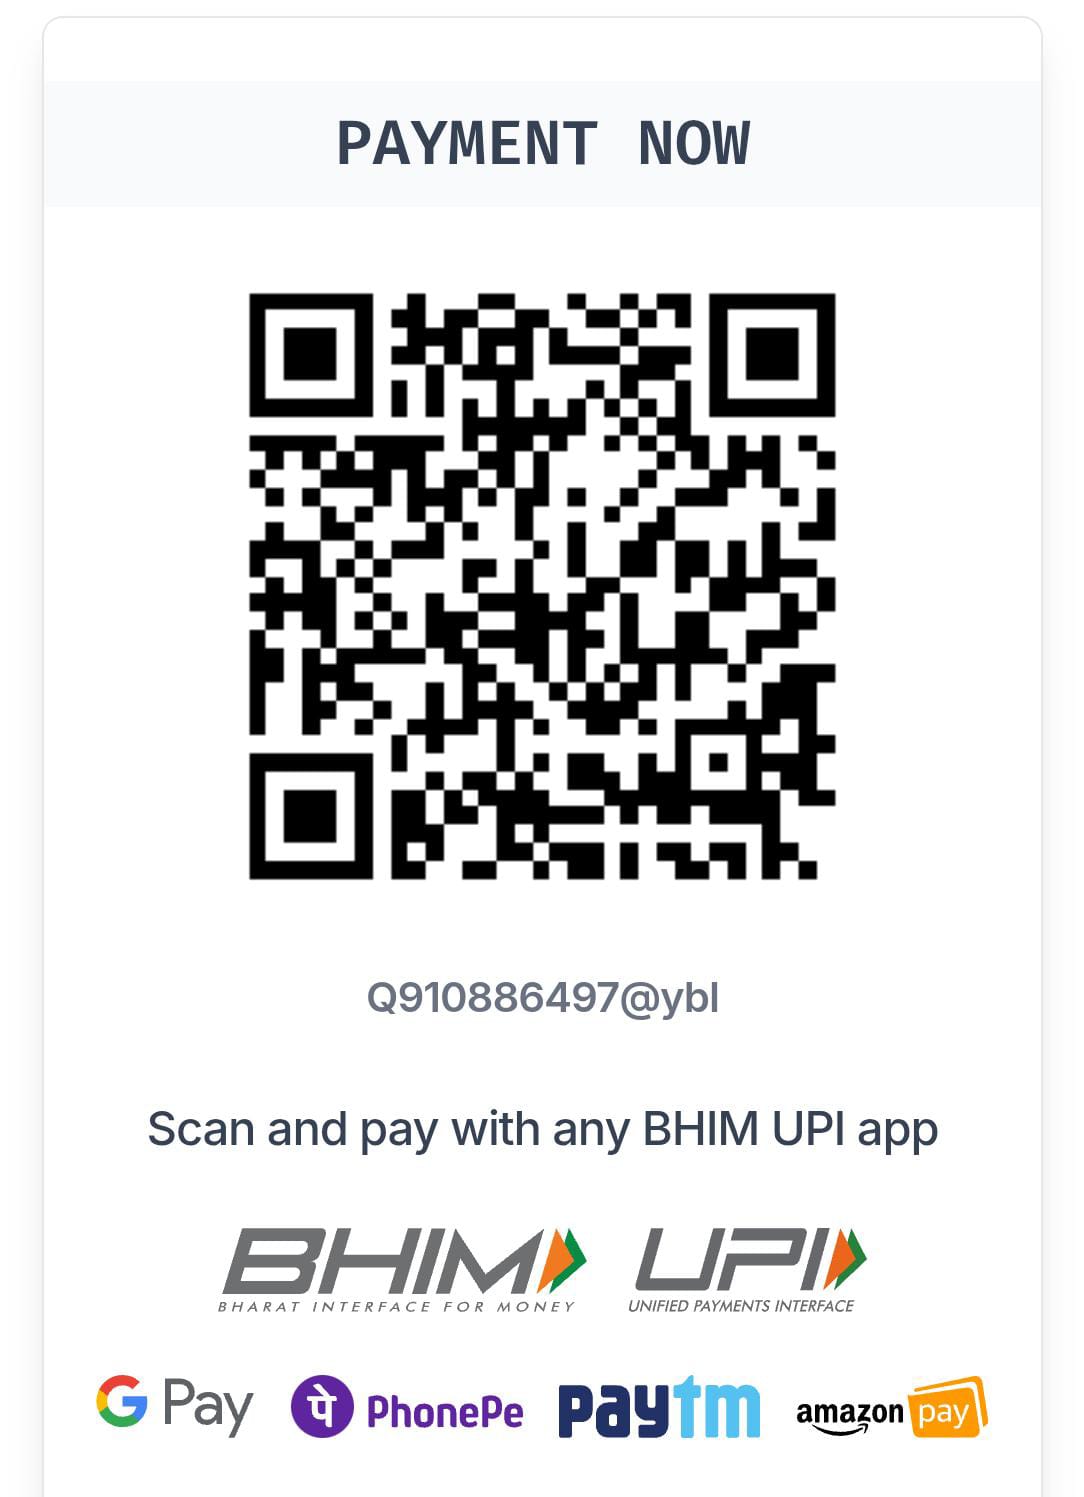 PAYMENT NOW
Q910886497@ybl
Scan and pay with any BHIM UPI app
BHIM UPI
BHARAT INTERFACE FOR MONEY UNIFIED PAYMENTS INTERFACE
G Pay पे PhonePe paytm amazon pay